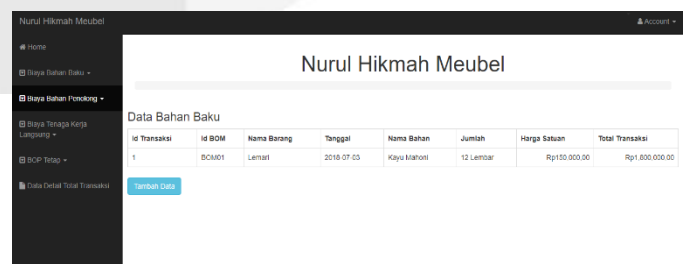 Nurul Hikmah Meubel
Account
Home
Biaya Bahan Baku
Biaya Bahan Penolong
Biaya Tenaga Kerja
Langsung
BOP Tetap
Data Detail Total Transaksi
Nurul Hikmah Meubel
Data Bahan Baku
Id Transaksi Id BOM Nama Barang Tanggal Nama Bahan Jumlah Harga Satuan Total Transaksi
1 BOM01 Lemari 2018-07-03 Kayu Mahoni 12 Lembar Rp150.000,00 Rp1,800,000.00
Tambah Data